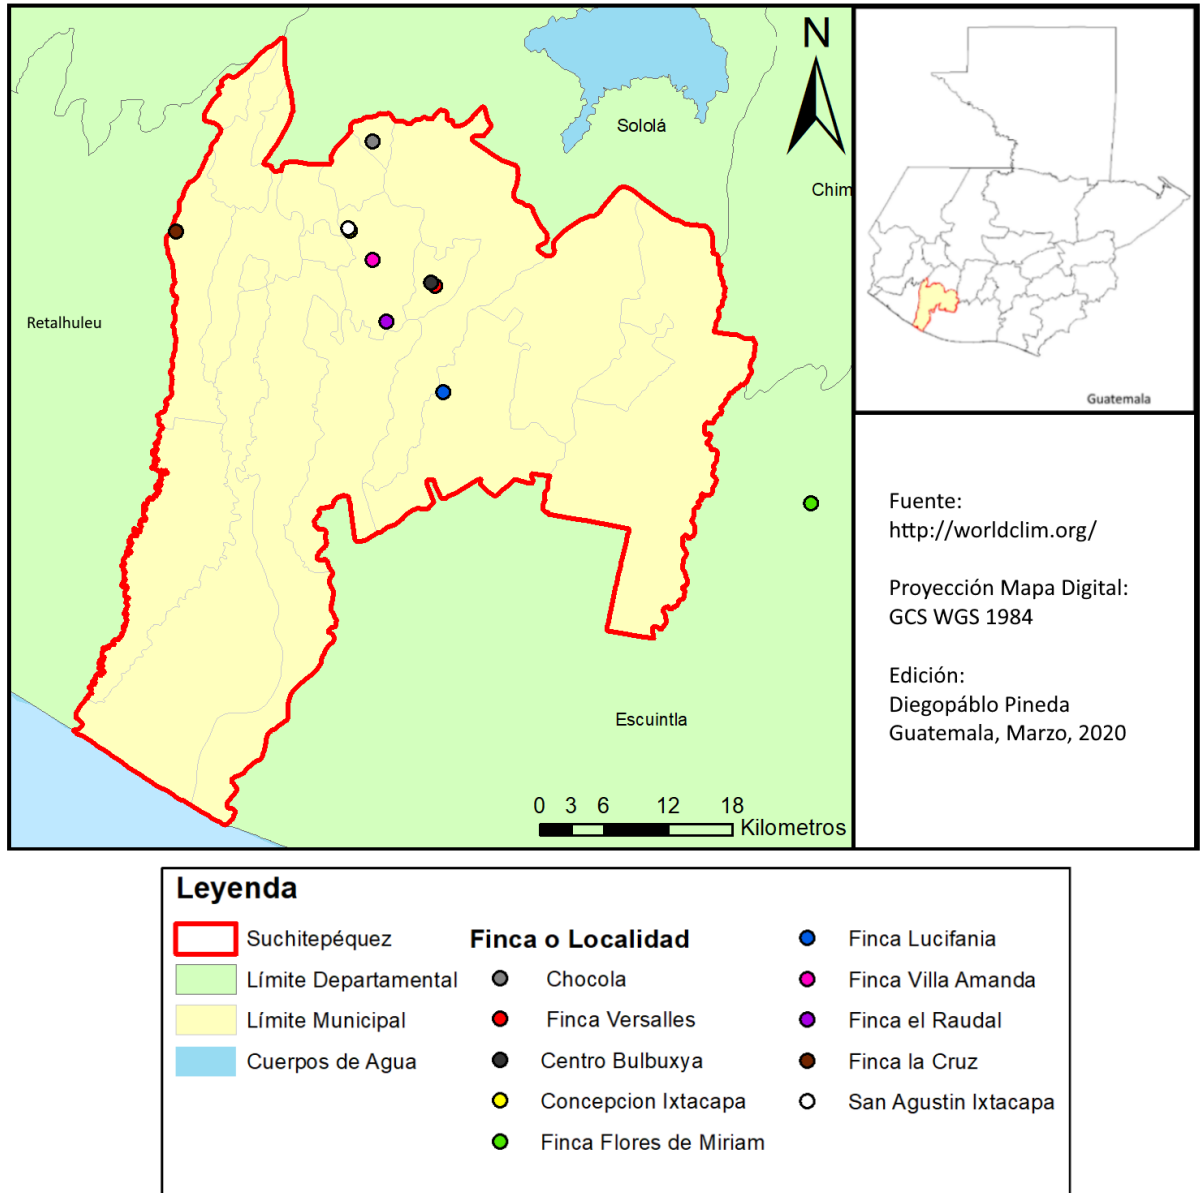 N
Sololá
Chim
Retalhuleu
Escuintla
0 3 6 12 18
Kilometros
Guatemala
Fuente:
http://worldclim.org/
Proyección Mapa Digital:
GCS WGS 1984
Edición:
Diegopáblo Pineda
Guatemala, Marzo, 2020
Leyenda
Suchitepéquez
Límite Departamental
Límite Municipal
Cuerpos de Agua
Finca o Localidad
Chocola
Finca Versalles
Centro Bulbuxya
Concepcion Ixtacapa
Finca Flores de Miriam
Finca Lucifania
Finca Villa Amanda
Finca el Raudal
Finca la Cruz
San Agustin Ixtacapa